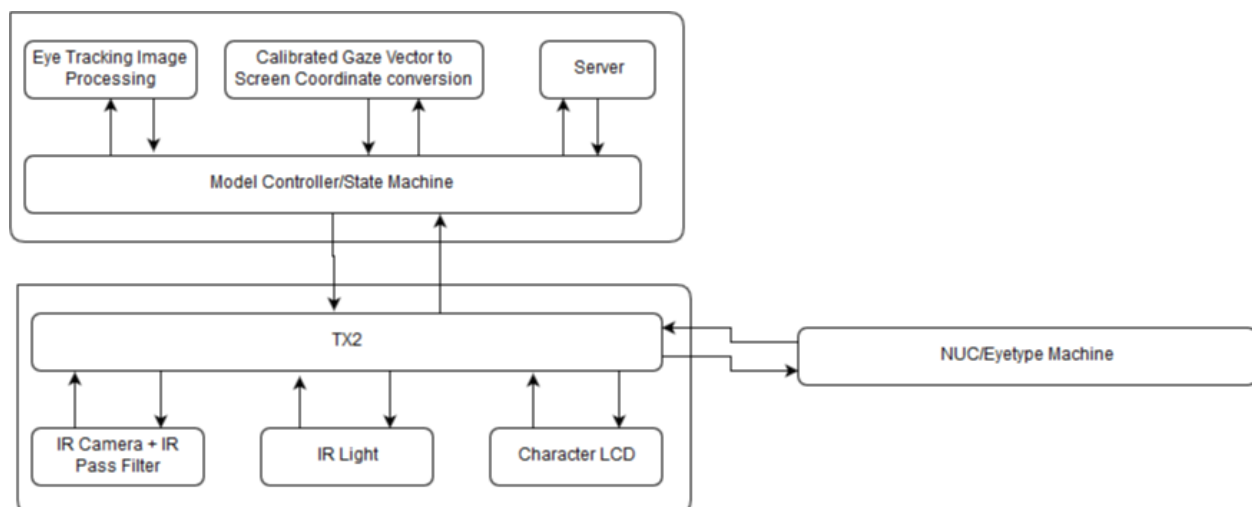 Eye Tracking Image
Processing
Calibrated Gaze Vector to
Screen Coordinate conversion
Server
Model Controller/State Machine
TX2
NUC/Eyetype Machine
IR Camera + IR
Pass Filter
IR Light
Character LCD